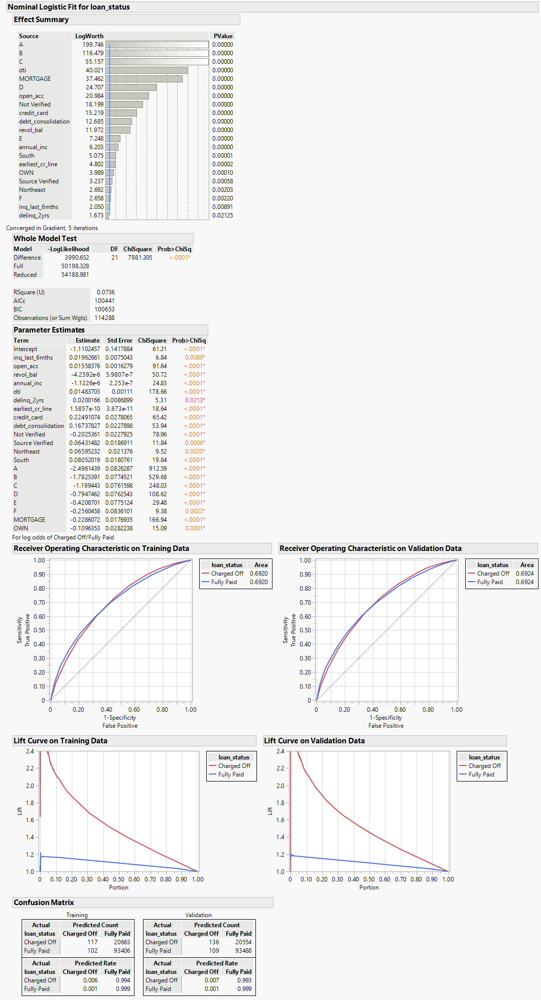 Nominal Logistic Fit for loan_status
Effect Summary
Source LogWorth PValue
A 199.746 0.00000
B 116.479 0.00000
C 55.157 0.00000
dti 40.021 0.00000
MORTGAGE 37.462 0.00000
D 24.707 0.00000
open_acc 20.984 0.00000
Not Verified 18.199 0.00000
credit_card 15.219 0.00000
debt_consolidation 12.685 0.00000
revol_bal 11.972 0.00000
E 7.248 0.00000
annual_inc 6.203 0.00000
South 5.075 0.00001
earliest_cr_line 4.802 0.00002
OWN 3.989 0.00010
Source Verified 3.237 0.00058
Northeast 2.692 0.00203
F 2.658 0.00220
inq_last_6mths 2.050 0.00891
delinq_2yrs 1.673 0.02125
Converged in Gradient, 5 iterations
Whole Model Test
Model -LogLikelihood DF ChiSquare Prob>ChiSq
Difference 3990.652 21 7981.305 <.0001*
Full 50198.328
Reduced 54188.981
RSquare (U) 0.0736
AICc 100441
BIC 100653
Observations (or Sum Wgts) 114288
Parameter Estimates
Term Estimate Std Error ChiSquare Prob>ChiSq
Intercept -1.1102457 0.1417884 61.31 <.0001*
inq_last_6mths 0.01962661 0.0075043 6.84 0.0089*
open_acc 0.01558376 0.0016279 91.64 <.0001*
revol_bal -4.2592e-6 5.9807e-7 50.72 <.0001*
annual_inc -1.1226e-6 2.253e-7 24.83 <.0001*
dti 0.01483703 0.00111 178.66 <.0001*
delinq_2yrs 0.0200166 0.0086899 5.31 0.0213*
earliest_cr_line 1.5857e-10 3.673e-11 18.64 <.0001*
credit_card 0.22491074 0.0278065 65.42 <.0001*
debt_consolidation 0.16737827 0.0227898 53.94 <.0001*
Not Verified -0.2025361 0.0227925 78.96 <.0001*
Source Verified 0.06431482 0.0186911 11.84 0.0006*
Northeast 0.06595232 0.021376 9.52 0.0020*
South 0.08052019 0.0180761 19.84 <.0001*
A -2.4961439 0.0826287 912.59 <.0001*
B -1.7825391 0.0774521 529.68 <.0001*
C -1.199443 0.0761598 248.03 <.0001*
D -0.7947462 0.0762543 108.62 <.0001*
E -0.4208701 0.0775124 29.48 <.0001*
F -0.2560458 0.0836101 9.38 0.0022*
MORTGAGE -0.2286072 0.0176935 166.94 <.0001*
OWN -0.1096353 0.0282238 15.09 0.0001*
For log odds of Charged Off/Fully Paid
Receiver Operating Characteristic on Training Data
1.00
0.90
0.80
0.70
0.60
0.50
0.40
0.30
0.20
0.10
0
Sensitivity
True Positive
0 0.20 0.40 0.60 0.80 1.00
1-Specificity
False Positive
loan_status Area
Charged Off 0.6920
Fully Paid 0.6920
Receiver Operating Characteristic on Validation Data
1.00
0.90
0.80
0.70
0.60
0.50
0.40
0.30
0.20
0.10
0
Sensitivity
True Positive
0 0.20 0.40 0.60 0.80 1.00
1-Specificity
False Positive
loan_status Area
Charged Off 0.6924
Fully Paid 0.6924
Lift Curve on Training Data
2.4
2.2
2.0
1.8
1.6
1.4
1.2
1.0
Lift
0 0.10 0.20 0.30 0.40 0.50 0.60 0.70 0.80 0.90 1.00
Portion
loan_status
Charged Off
Fully Paid
Lift Curve on Validation Data
2.4
2.2
2.0
1.8
1.6
1.4
1.2
1.0
Lift
0 0.10 0.20 0.30 0.40 0.50 0.60 0.70 0.80 0.90 1.00
Portion
loan_status
Charged Off
Fully Paid
Confusion Matrix
Training
Actual Predicted Count
loan_status Charged Off Fully Paid
Charged Off 117 20663
Fully Paid 102 93406
Actual Predicted Rate
loan_status Charged Off Fully Paid
Charged Off 0.006 0.994
Fully Paid 0.001 0.999
Validation
Actual Predicted Count
loan_status Charged Off Fully Paid
Charged Off 136 20554
Fully Paid 109 93488
Actual Predicted Rate
loan_status Charged Off Fully Paid
Charged Off 0.007 0.993
Fully Paid 0.001 0.999